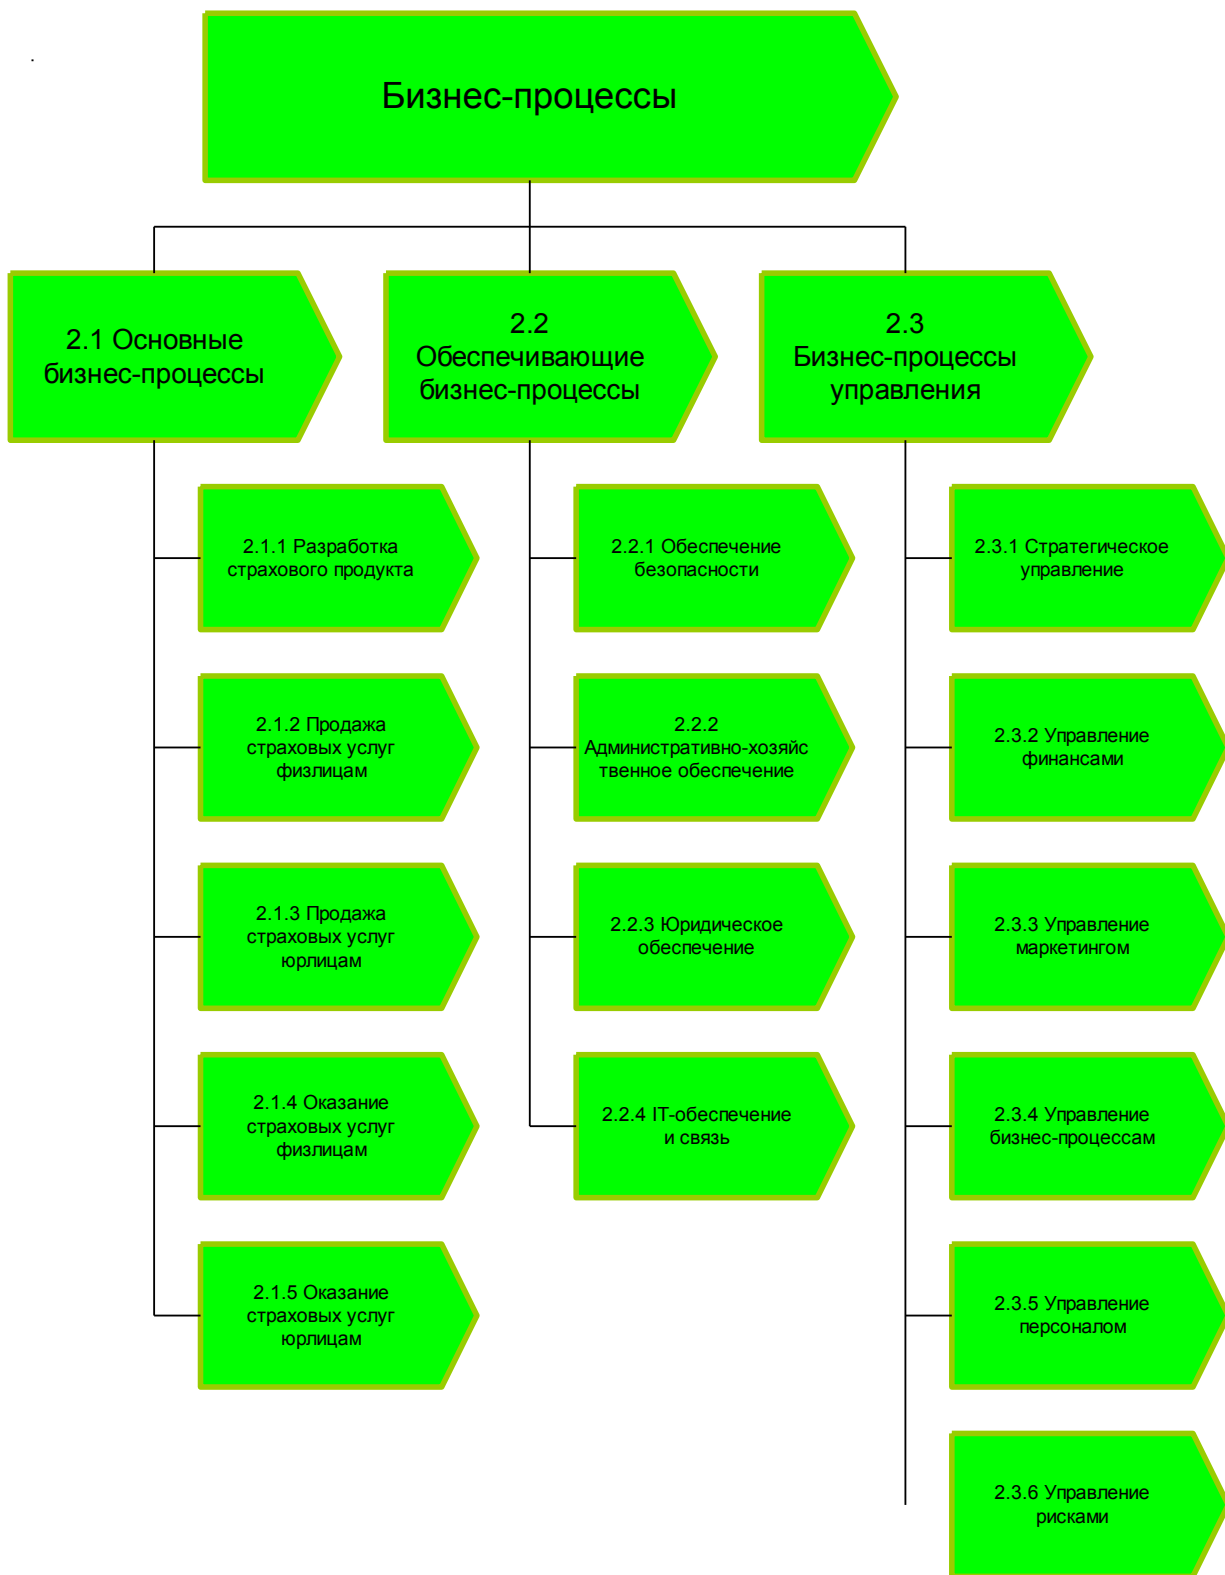 Бизнес-процессы
2.1 Основные
бизнес-процессы
2.2
Обеспечивающие
бизнес-процессы
2.3
Бизнес-процессы
управления
2.1.1 Разработка
страхового продукта
2.1.2 Продажа
страховых услуг
физлицам
2.1.3 Продажа
страховых услуг
юрлицам
2.1.4 Оказание
страховых услуг
физлицам
2.1.5 Оказание
страховых услуг
юрлицам
2.2.1 Обеспечение
безопасности
2.2.2
Административно-хозяйс
твенное обеспечение
2.2.3 Юридическое
обеспечение
2.2.4 IT-обеспечение
и связь
2.3.1 Стратегическое
управление
2.3.2 Управление
финансами
2.3.3 Управление
маркетингом
2.3.4 Управление
бизнес-процессам
2.3.5 Управление
персоналом
2.3.6 Управление
рисками